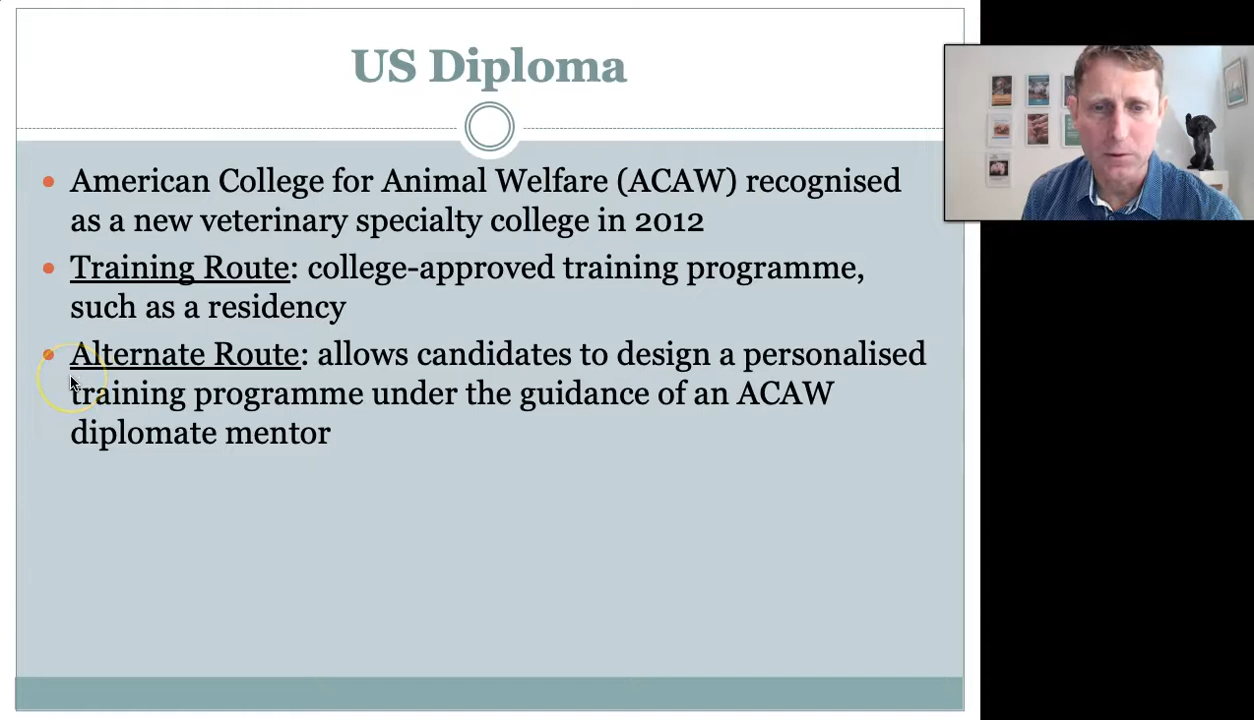 US Diploma
American College for Animal Welfare (ACAW) recognised
as a new veterinary specialty college in 2012
Training Route: college-approved training programme,
such as a residency
Alternate Route: allows candidates to design a personalised
training programme under the guidance of an ACAW
diplomate mentor